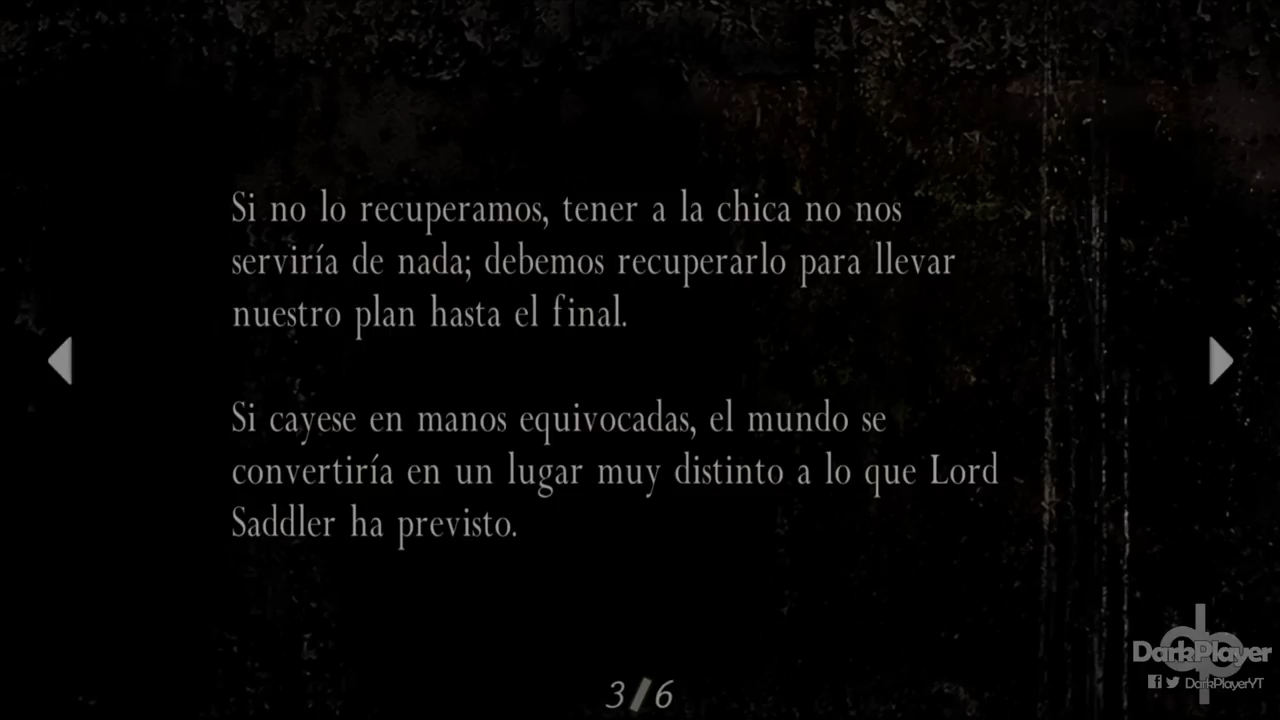 Si no lo recuperamos, tener a la chica no nos
serviría de nada; debemos recuperarlo para llevar
nuestro plan hasta el final.
Si cayese en manos equivocadas, el mundo se
convertiría en un lugar muy distinto a lo que Lord
Saddler ha previsto.
3/6
dp
DarkPlayer
DarkPlayerYT